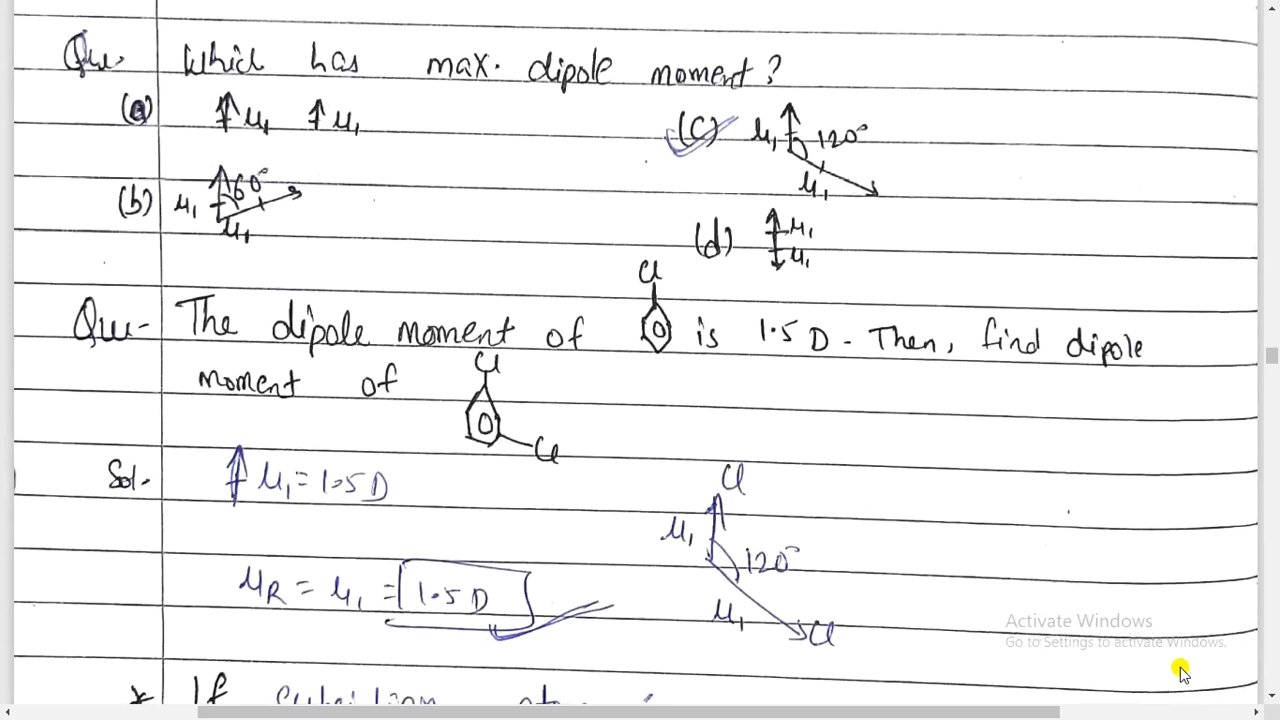 Que. Which has max. dipole moment?
(a) ↑μ₁ ↑μ₁ (c) μ₁ 120° μ₁
(b) μ₁ 60° μ₁ (d) μ₁ μ₁
Cl
Que- The dipole moment of is 1.5 D. Then, find dipole
Cl
moment of
Cl
Sol. ↑ μ₁ = 1.5 D
Cl
μ₁ 120°
μR = μ₁ = 1.5 D
μ₁ Cl
Activate Windows
Go to Settings to activate Windows.
* If